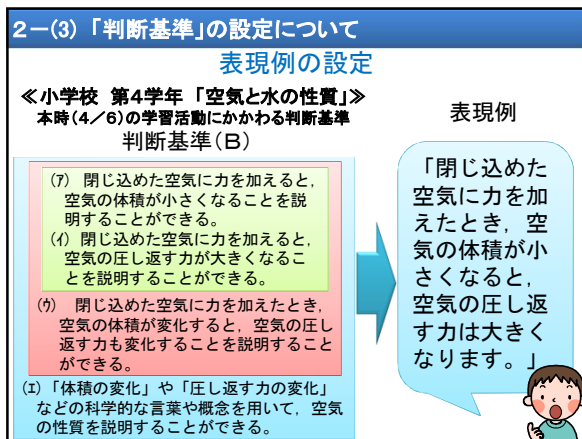 ２－(3) 「判断基準」の設定について
表現例の設定
≪小学校 第４学年 「空気と水の性質」≫
本時（４／６）の学習活動にかかわる判断基準
判断基準（Ｂ）
(ｱ) 閉じ込めた空気に力を加えると，
空気の体積が小さくなることを説
明することができる。
(ｲ) 閉じ込めた空気に力を加えると，
空気の圧し返す力が大きくなるこ
とを説明することができる。
(ｳ) 閉じ込めた空気に力を加えたとき，
空気の体積が変化すると，空気の圧し
返す力も変化することを説明すること
ができる。
(ｴ) 「体積の変化」や「圧し返す力の変化」
などの科学的な言葉や概念を用いて，空気
の性質を説明することができる。
表現例
「閉じ込めた
空気に力を加
えたとき，空
気の体積が小
さくなると，
空気の圧し返
す力は大きく
なります。」